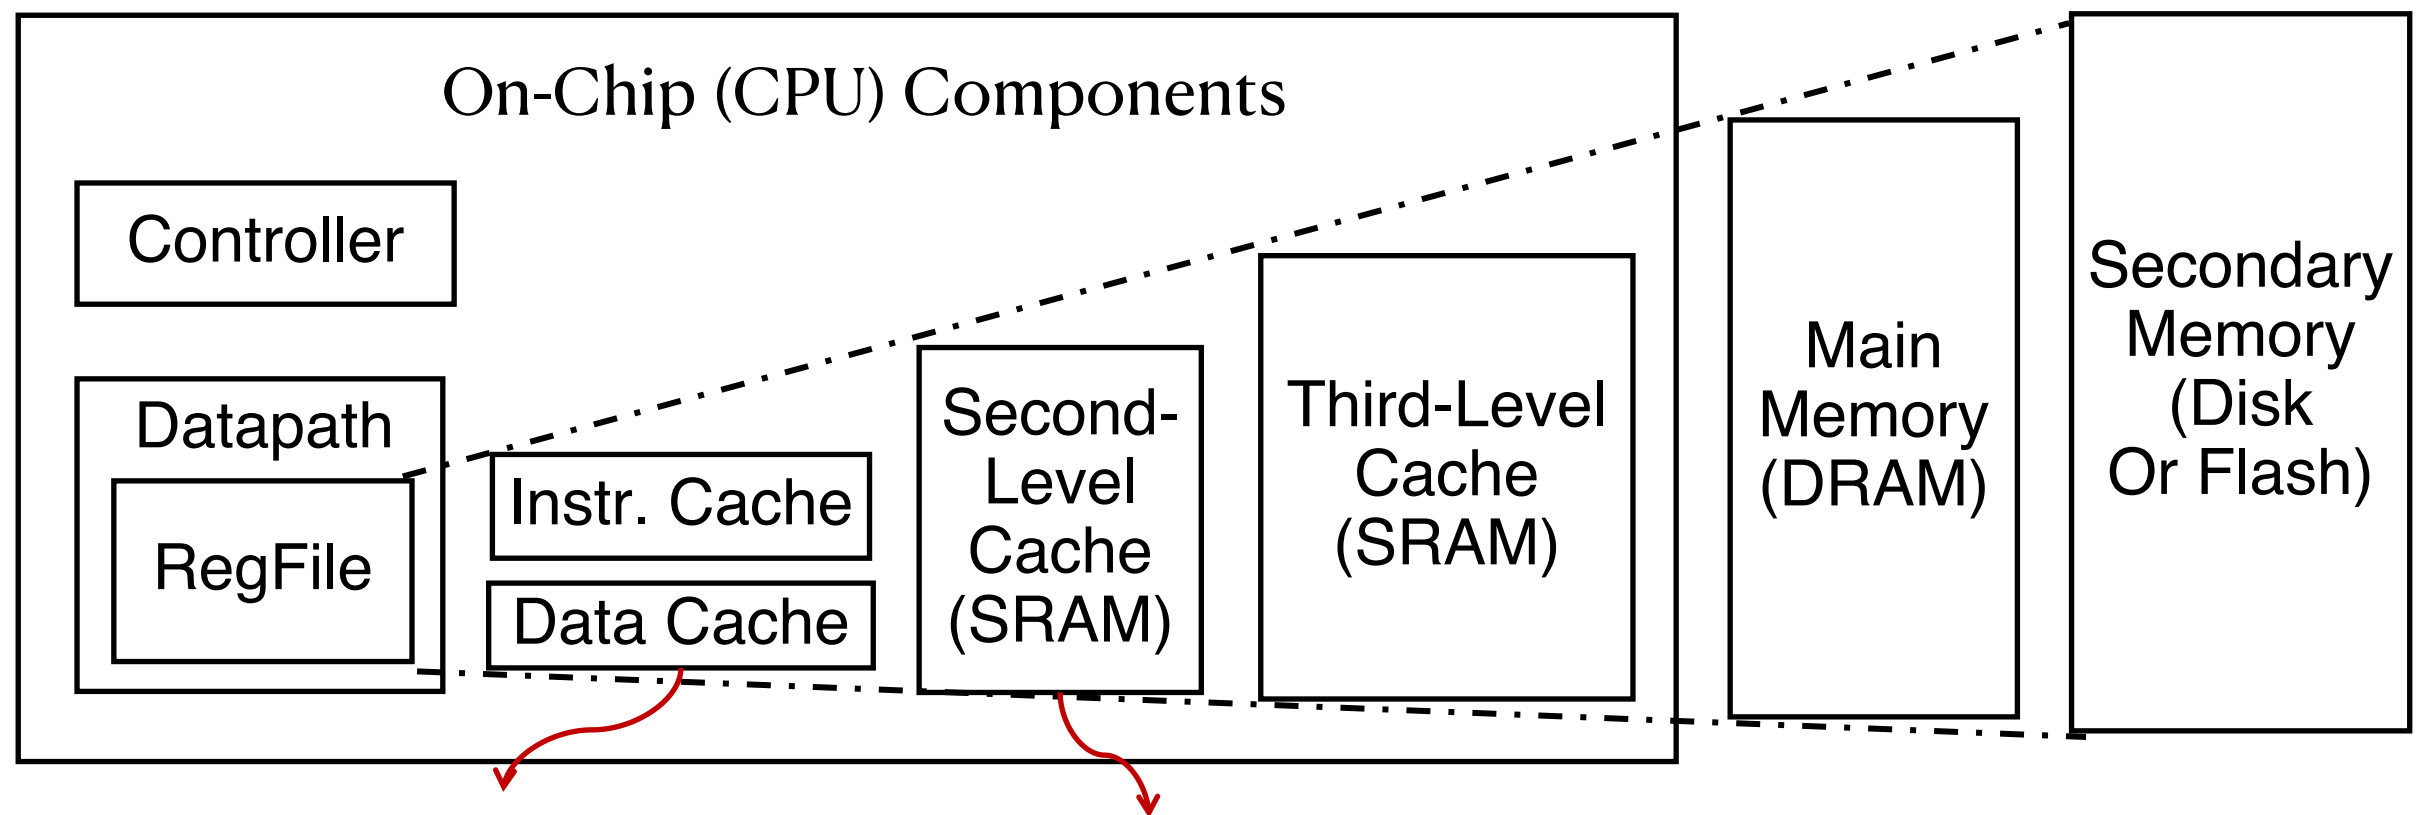 On-Chip (CPU) Components
Controller
Datapath
RegFile
Instr. Cache
Data Cache
Second-
Level
Cache
(SRAM)
Third-Level
Cache
(SRAM)
Main
Memory
(DRAM)
Secondary
Memory
(Disk
Or Flash)